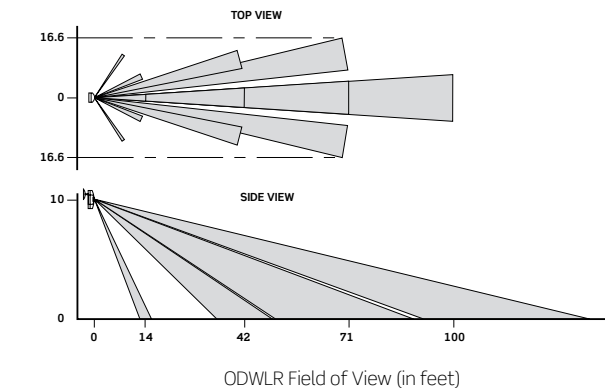 TOP VIEW
16.6
0
16.6
SIDE VIEW
10
0
0 14 42 71 100
ODWLR Field of View (in feet)